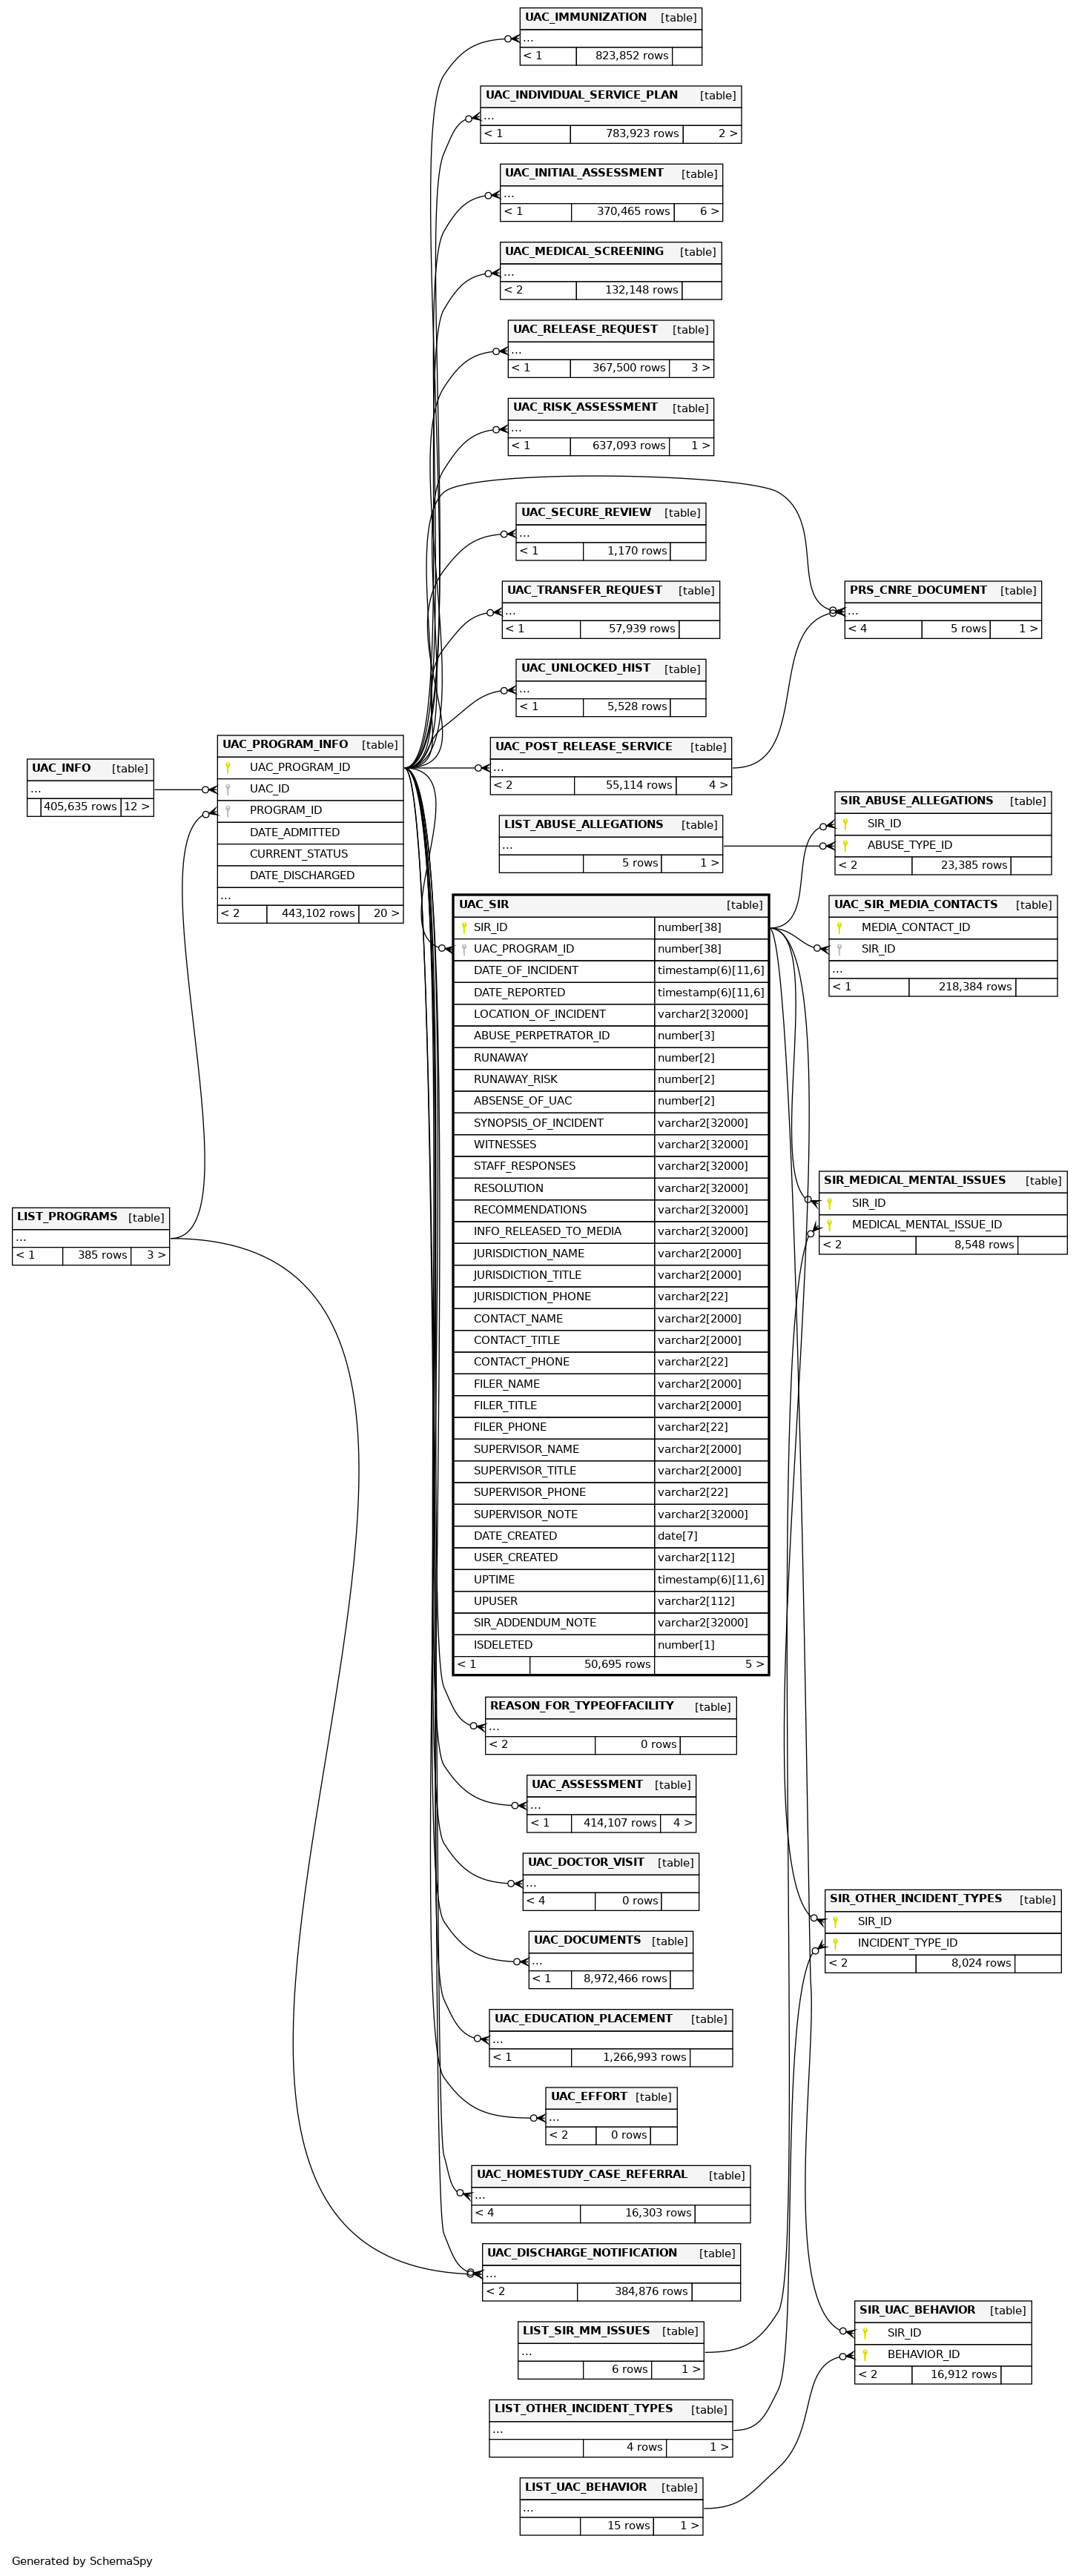 UAC_IMMUNIZATION [table]
...
< 1 823,852 rows
UAC_INDIVIDUAL_SERVICE_PLAN [table]
...
< 1 783,923 rows 2 >
UAC_INITIAL_ASSESSMENT [table]
...
< 1 370,465 rows 6 >
UAC_MEDICAL_SCREENING [table]
...
< 2 132,148 rows
UAC_RELEASE_REQUEST [table]
...
< 1 367,500 rows 3 >
UAC_RISK_ASSESSMENT [table]
...
< 1 637,093 rows 1 >
UAC_SECURE_REVIEW [table]
...
< 1 1,170 rows
UAC_TRANSFER_REQUEST [table]
...
< 1 57,939 rows
PRS_CNRE_DOCUMENT [table]
...
< 4 5 rows 1 >
UAC_UNLOCKED_HIST [table]
...
< 1 5,528 rows
UAC_INFO [table]
...
405,635 rows 12 >
UAC_PROGRAM_INFO [table]
UAC_PROGRAM_ID
UAC_ID
PROGRAM_ID
DATE_ADMITTED
CURRENT_STATUS
DATE_DISCHARGED
...
< 2 443,102 rows 20 >
UAC_POST_RELEASE_SERVICE [table]
...
< 2 55,114 rows 4 >
LIST_ABUSE_ALLEGATIONS [table]
...
5 rows 1 >
SIR_ABUSE_ALLEGATIONS [table]
SIR_ID
ABUSE_TYPE_ID
< 2 23,385 rows
UAC_SIR_MEDIA_CONTACTS [table]
MEDIA_CONTACT_ID
SIR_ID
...
< 1 218,384 rows
UAC_SIR [table]
SIR_ID number[38]
UAC_PROGRAM_ID number[38]
DATE_OF_INCIDENT timestamp(6)[11,6]
DATE_REPORTED timestamp(6)[11,6]
LOCATION_OF_INCIDENT varchar2[32000]
ABUSE_PERPETRATOR_ID number[3]
RUNAWAY number[2]
RUNAWAY_RISK number[2]
ABSENSE_OF_UAC number[2]
SYNOPSIS_OF_INCIDENT varchar2[32000]
WITNESSES varchar2[32000]
STAFF_RESPONSES varchar2[32000]
RESOLUTION varchar2[32000]
RECOMMENDATIONS varchar2[32000]
INFO_RELEASED_TO_MEDIA varchar2[32000]
JURISDICTION_NAME varchar2[2000]
JURISDICTION_TITLE varchar2[2000]
JURISDICTION_PHONE varchar2[22]
CONTACT_NAME varchar2[2000]
CONTACT_TITLE varchar2[2000]
CONTACT_PHONE varchar2[22]
FILER_NAME varchar2[2000]
FILER_TITLE varchar2[2000]
FILER_PHONE varchar2[22]
SUPERVISOR_NAME varchar2[2000]
SUPERVISOR_TITLE varchar2[2000]
SUPERVISOR_PHONE varchar2[22]
SUPERVISOR_NOTE varchar2[32000]
DATE_CREATED date[7]
USER_CREATED varchar2[112]
UPTIME timestamp(6)[11,6]
UPUSER varchar2[112]
SIR_ADDENDUM_NOTE varchar2[32000]
ISDELETED number[1]
< 1 50,695 rows 5 >
LIST_PROGRAMS [table]
...
< 1 385 rows 3 >
SIR_MEDICAL_MENTAL_ISSUES [table]
SIR_ID
MEDICAL_MENTAL_ISSUE_ID
< 2 8,548 rows
REASON_FOR_TYPEOFFACILITY [table]
...
< 2 0 rows
UAC_ASSESSMENT [table]
...
< 1 414,107 rows 4 >
UAC_DOCTOR_VISIT [table]
...
< 4 0 rows
SIR_OTHER_INCIDENT_TYPES [table]
SIR_ID
INCIDENT_TYPE_ID
< 2 8,024 rows
UAC_DOCUMENTS [table]
...
< 1 8,972,466 rows
UAC_EDUCATION_PLACEMENT [table]
...
< 1 1,266,993 rows
UAC_EFFORT [table]
...
< 2 0 rows
UAC_HOMESTUDY_CASE_REFERRAL [table]
...
< 4 16,303 rows
UAC_DISCHARGE_NOTIFICATION [table]
...
< 2 384,876 rows
LIST_SIR_MM_ISSUES [table]
...
6 rows 1 >
SIR_UAC_BEHAVIOR [table]
SIR_ID
BEHAVIOR_ID
< 2 16,912 rows
LIST_OTHER_INCIDENT_TYPES [table]
...
4 rows 1 >
LIST_UAC_BEHAVIOR [table]
...
15 rows 1 >
Generated by SchemaSpy